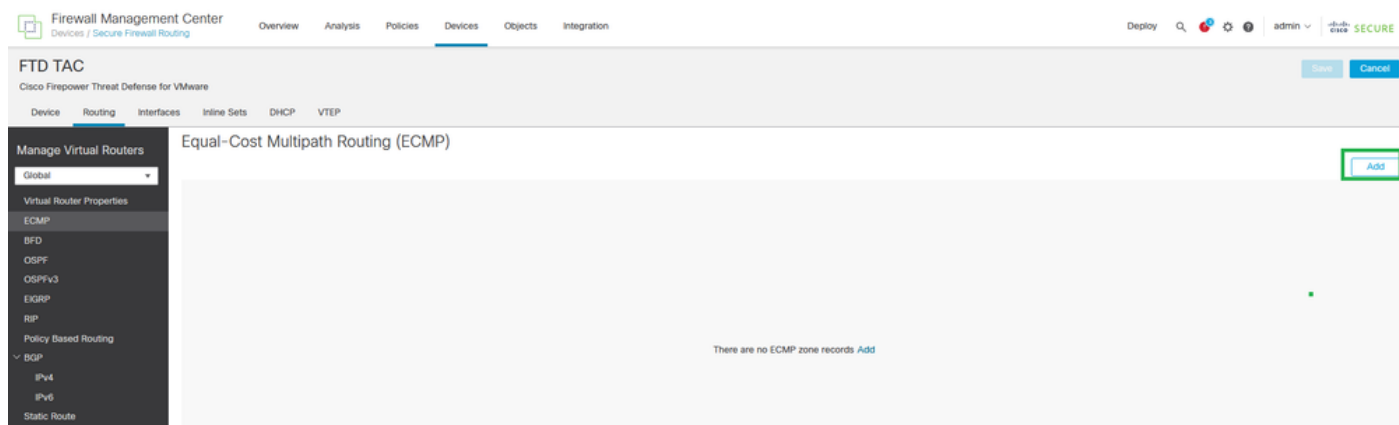 Firewall Management Center
Devices / Secure Firewall Routing
Overview Analysis Policies Devices Objects Integration
Deploy admin cisco SECURE
FTD TAC
Cisco Firepower Threat Defense for VMware
Save Cancel
Device Routing Interfaces Inline Sets DHCP VTEP
Manage Virtual Routers
Global
Virtual Router Properties
ECMP
BFD
OSPF
OSPFv3
EIGRP
RIP
Policy Based Routing
BGP
IPv4
IPv6
Static Route
Equal-Cost Multipath Routing (ECMP)
Add
There are no ECMP zone records Add